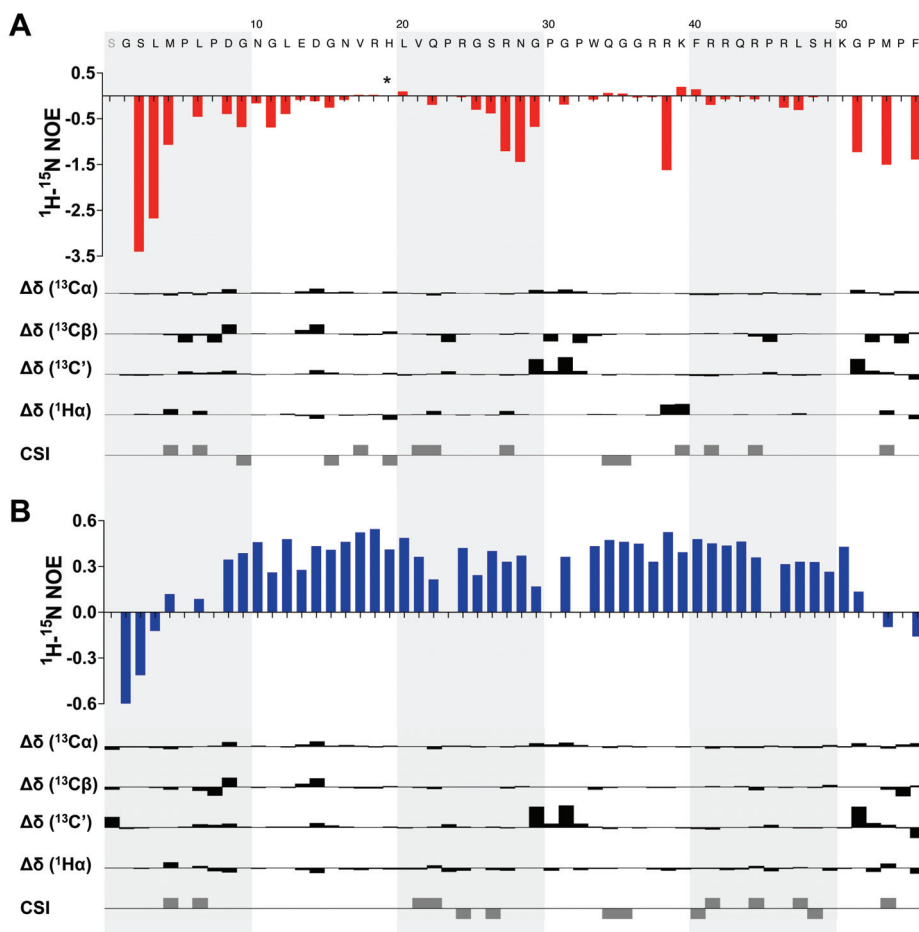 A
10 20 30 40 50
S G S L M P L P D G N G L E D G N V R H L V Q P R G S R N G P G P W Q G G R R K F R R Q R P R L S H K G P M P F
0.5
*
-0.5
-1.5
-2.5
-3.5
¹H-¹⁵N NOE
Δδ (¹³Cα)
Δδ (¹³Cβ)
Δδ (¹³C’)
Δδ (¹Hα)
CSI
B
0.6
0.3
0.0
-0.3
-0.6
¹H-¹⁵N NOE
Δδ (¹³Cα)
Δδ (¹³Cβ)
Δδ (¹³C’)
Δδ (¹Hα)
CSI